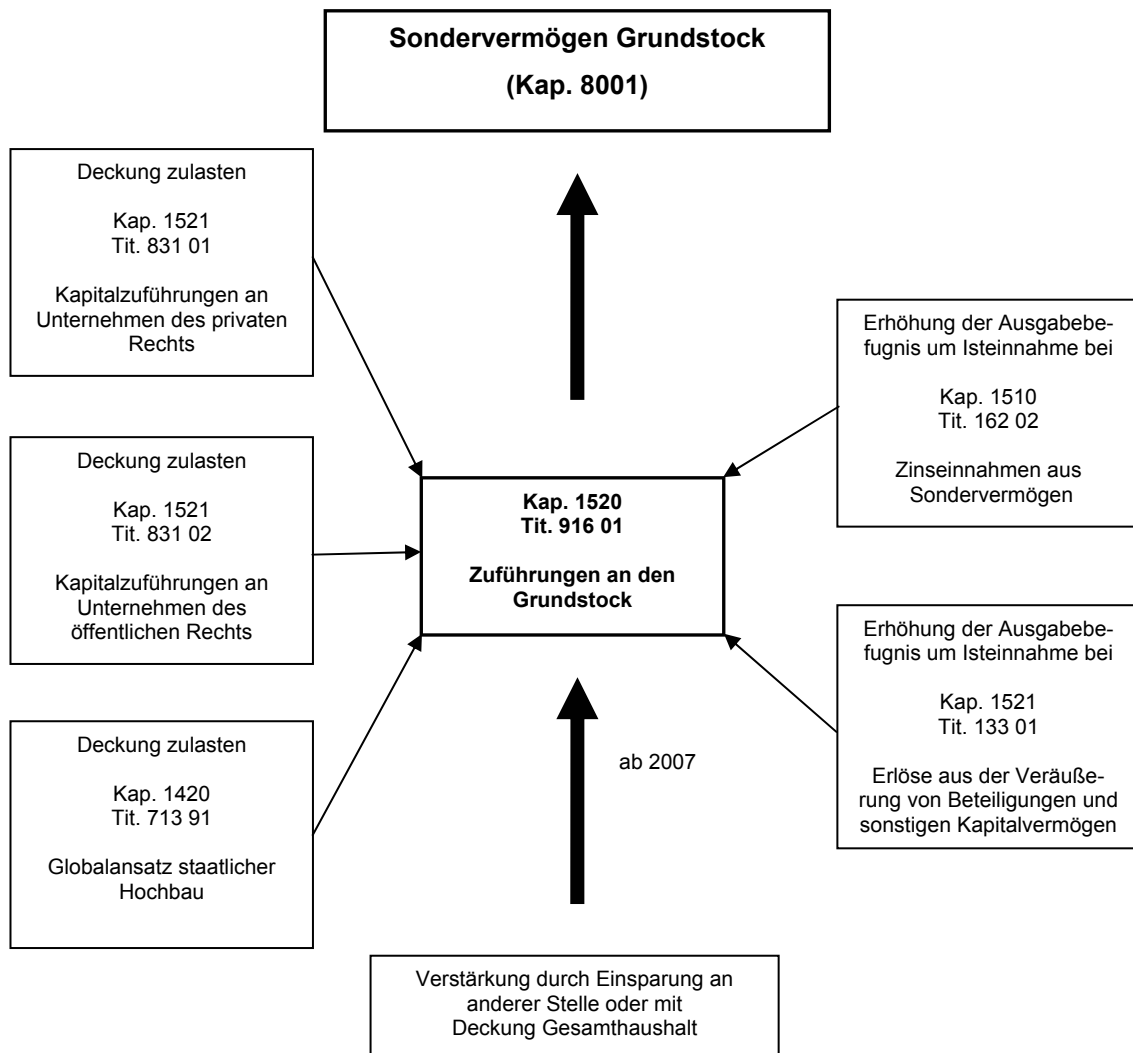 Sondervermögen Grundstock
(Kap. 8001)
Deckung zulasten
Kap. 1521
Tit. 831 01
Kapitalzuführungen an
Unternehmen des privaten
Rechts
Deckung zulasten
Kap. 1521
Tit. 831 02
Kapitalzuführungen an
Unternehmen des
öffentlichen Rechts
Deckung zulasten
Kap. 1420
Tit. 713 91
Globalansatz staatlicher
Hochbau
Kap. 1520
Tit. 916 01
Zuführungen an den
Grundstock
ab 2007
Verstärkung durch Einsparung an
anderer Stelle oder mit
Deckung Gesamthaushalt
Erhöhung der Ausgabebe-
fugnis um Isteinnahme bei
Kap. 1510
Tit. 162 02
Zinseinnahmen aus
Sondervermögen
Erhöhung der Ausgabebe-
fugnis um Isteinnahme bei
Kap. 1521
Tit. 133 01
Erlöse aus der Veräuße-
rung von Beteiligungen und
sonstigen Kapitalvermögen